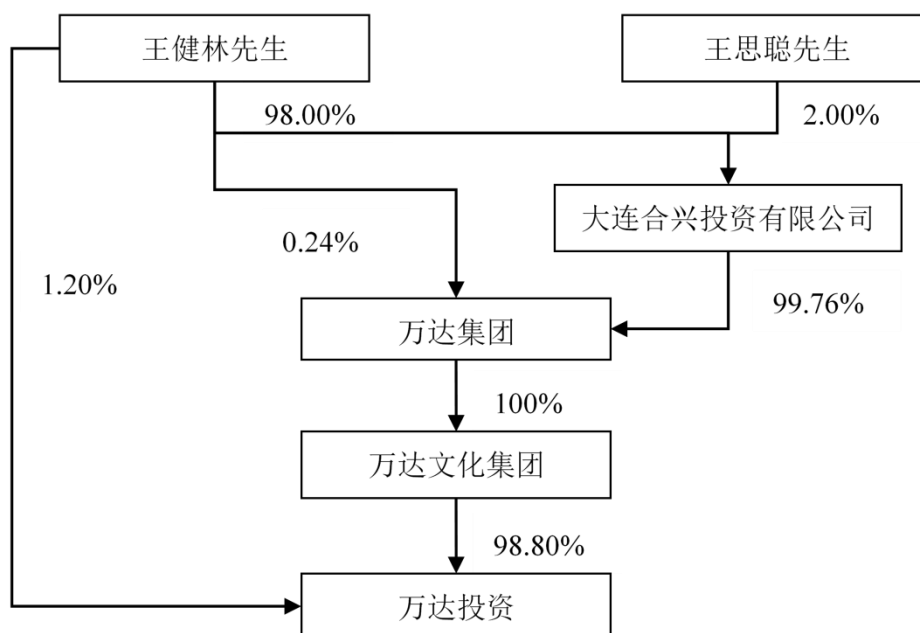 王健林先生
王思聪先生
98.00%
2.00%
大连合兴投资有限公司
0.24%
1.20%
99.76%
万达集团
100%
万达文化集团
98.80%
万达投资